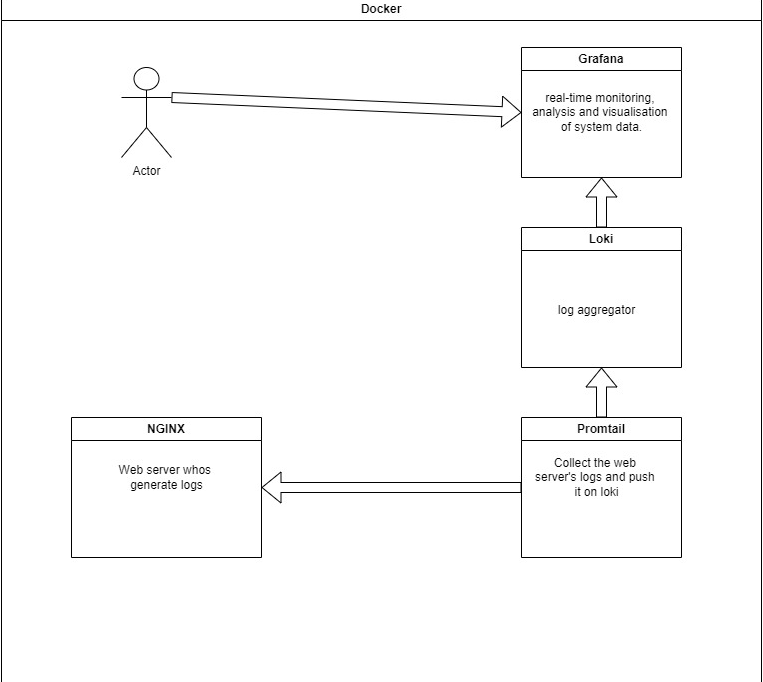 Docker
Grafana
real-time monitoring,
analysis and visualisation
of system data.
Actor
Loki
log aggregator
NGINX
Web server whos
generate logs
Promtail
Collect the web
server's logs and push
it on loki